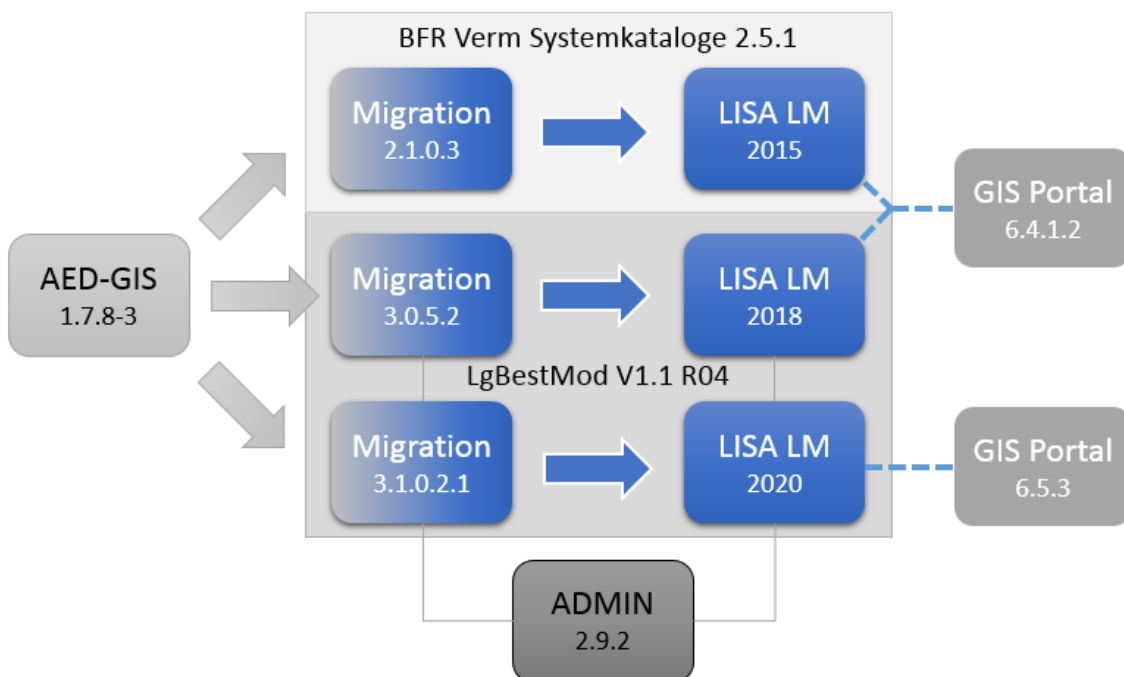 BFR Verm Systemkataloge 2.5.1
Migration
2.1.0.3
LISA LM
2015
GIS Portal
6.4.1.2
AED-GIS
1.7.8-3
Migration
3.0.5.2
LISA LM
2018
LgBestMod V1.1 R04
Migration
3.1.0.2.1
LISA LM
2020
GIS Portal
6.5.3
ADMIN
2.9.2